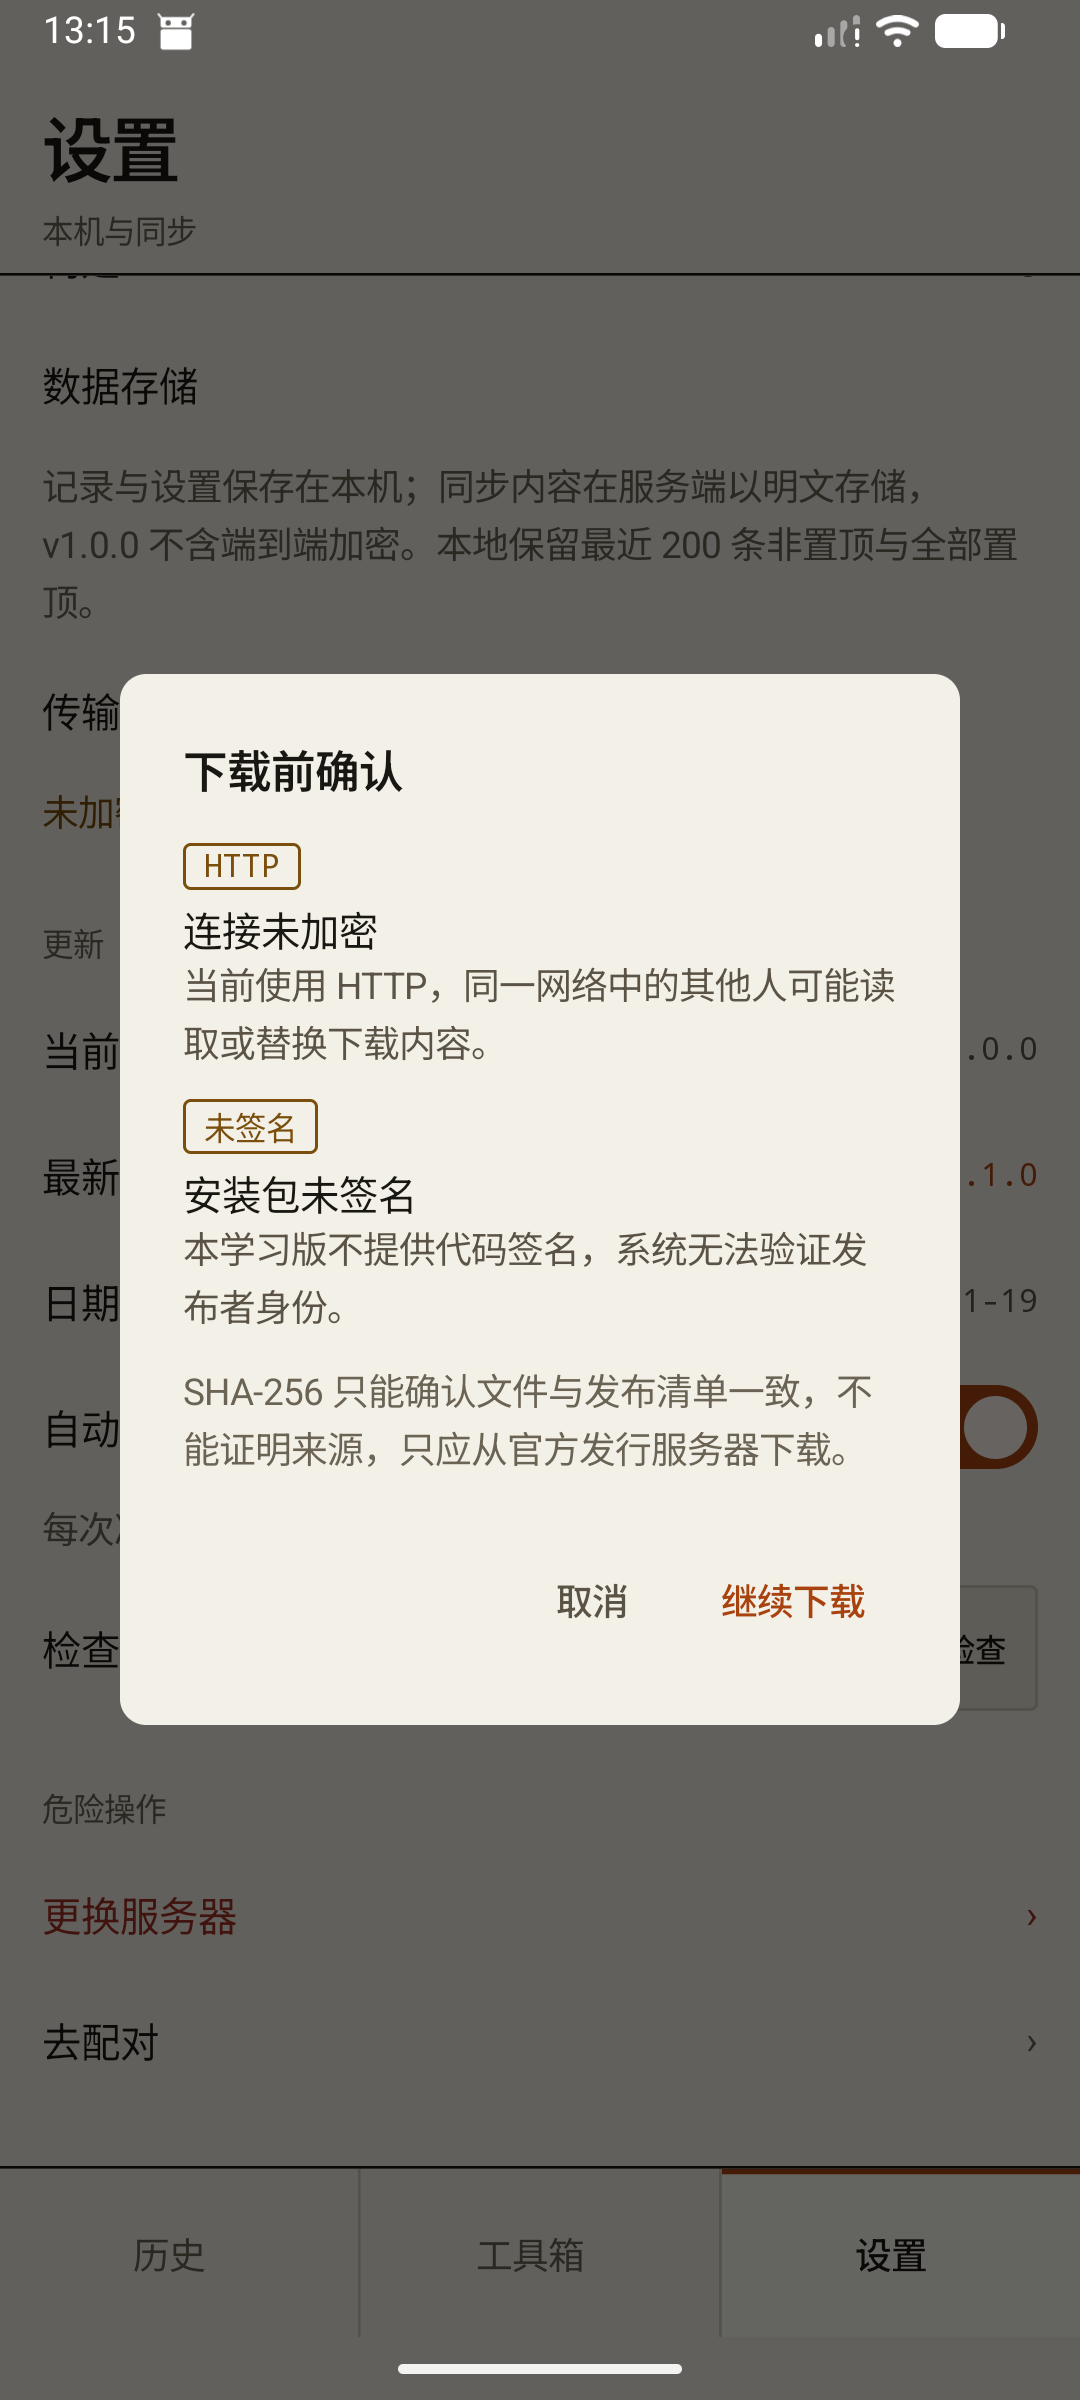 13:15
设置
本机与同步
数据存储
记录与设置保存在本机；同步内容在服务端以明文存储，
v1.0.0 不含端到端加密。本地保留最近 200 条非置顶与全部置
顶。
传输
未加
下载前确认
HTTP
连接未加密
当前使用 HTTP，同一网络中的其他人可能读
取或替换下载内容。
未签名
安装包未签名
本学习版不提供代码签名，系统无法验证发
布者身份。
SHA-256 只能确认文件与发布清单一致，不
能证明来源，只应从官方发行服务器下载。
取消
继续下载
更新
当前
.0.0
最新
.1.0
日期
1-19
自动
每次
检查
检查
危险操作
更换服务器
去配对
历史
工具箱
设置